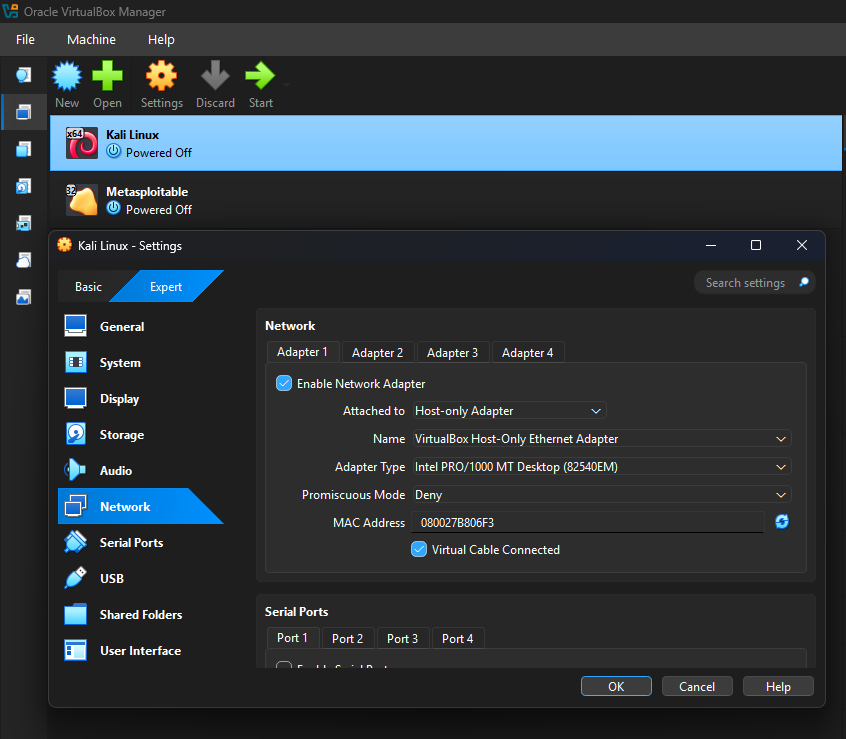 Oracle VirtualBox Manager
File Machine Help
New Open Settings Discard Start
x64
Kali Linux
Powered Off
32
Metasploitable
Powered Off
Kali Linux - Settings
Basic Expert Search settings
General
System
Display
Storage
Audio
Network
Serial Ports
USB
Shared Folders
User Interface
Network
Adapter 1 Adapter 2 Adapter 3 Adapter 4
Enable Network Adapter
Attached to Host-only Adapter
Name VirtualBox Host-Only Ethernet Adapter
Adapter Type Intel PRO/1000 MT Desktop (82540EM)
Promiscuous Mode Deny
MAC Address 080027B806F3
Virtual Cable Connected
Serial Ports
Port 1 Port 2 Port 3 Port 4
Enable Serial Port
OK Cancel Help